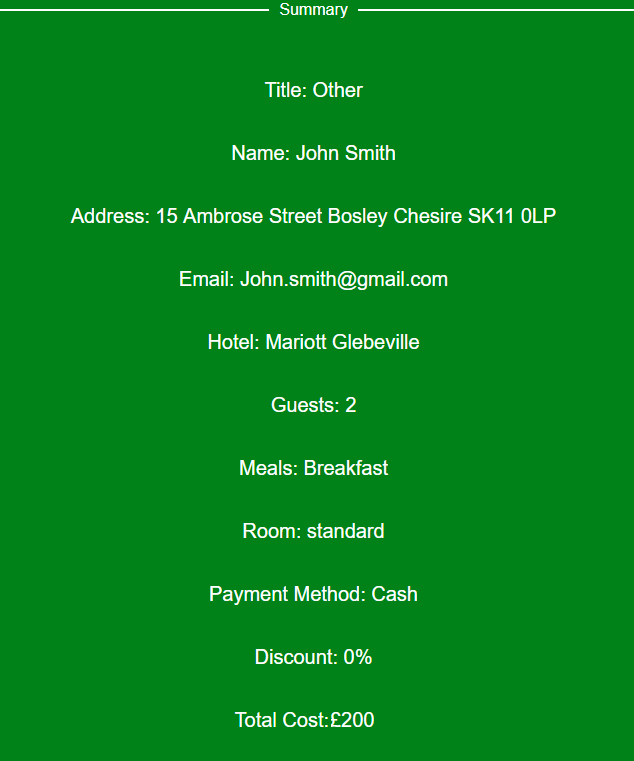 Summary
Title: Other
Name: John Smith
Address: 15 Ambrose Street Bosley Chesire SK11 0LP
Email: John.smith@gmail.com
Hotel: Mariott Glebeville
Guests: 2
Meals: Breakfast
Room: standard
Payment Method: Cash
Discount: 0%
Total Cost:£200